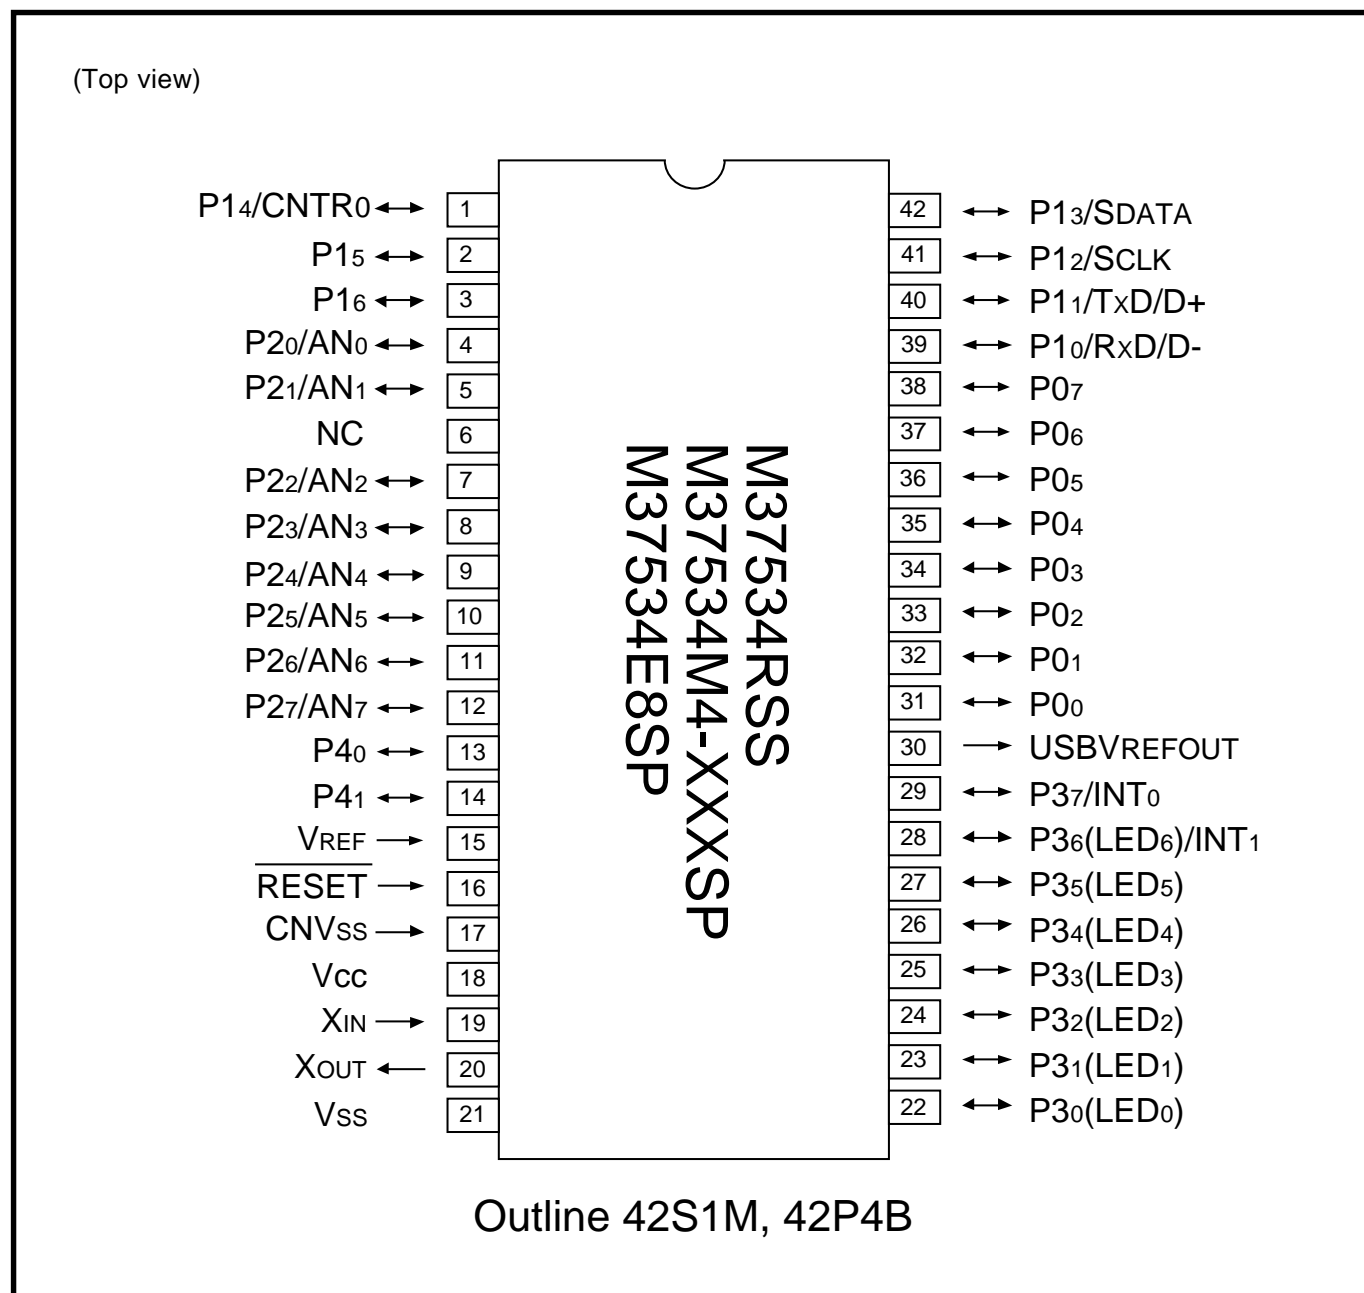 (Top view)
P14/CNTR0 1
P15 2
P16 3
P20/AN0 4
P21/AN1 5
NC 6
P22/AN2 7
P23/AN3 8
P24/AN4 9
P25/AN5 10
P26/AN6 11
P27/AN7 12
P40 13
P41 14
VREF 15
RESET 16
CNVSS 17
Vcc 18
XIN 19
XOUT 20
VSS 21
M37534RSS
M37534M4-XXXSP
M37534E8SP
42 P13/SDATA
41 P12/SCLK
40 P11/TxD/D+
39 P10/RxD/D-
38 P07
37 P06
36 P05
35 P04
34 P03
33 P02
32 P01
31 P00
30 USBVREFOUT
29 P37/INT0
28 P36(LED6)/INT1
27 P35(LED5)
26 P34(LED4)
25 P33(LED3)
24 P32(LED2)
23 P31(LED1)
22 P30(LED0)
Outline 42S1M, 42P4B